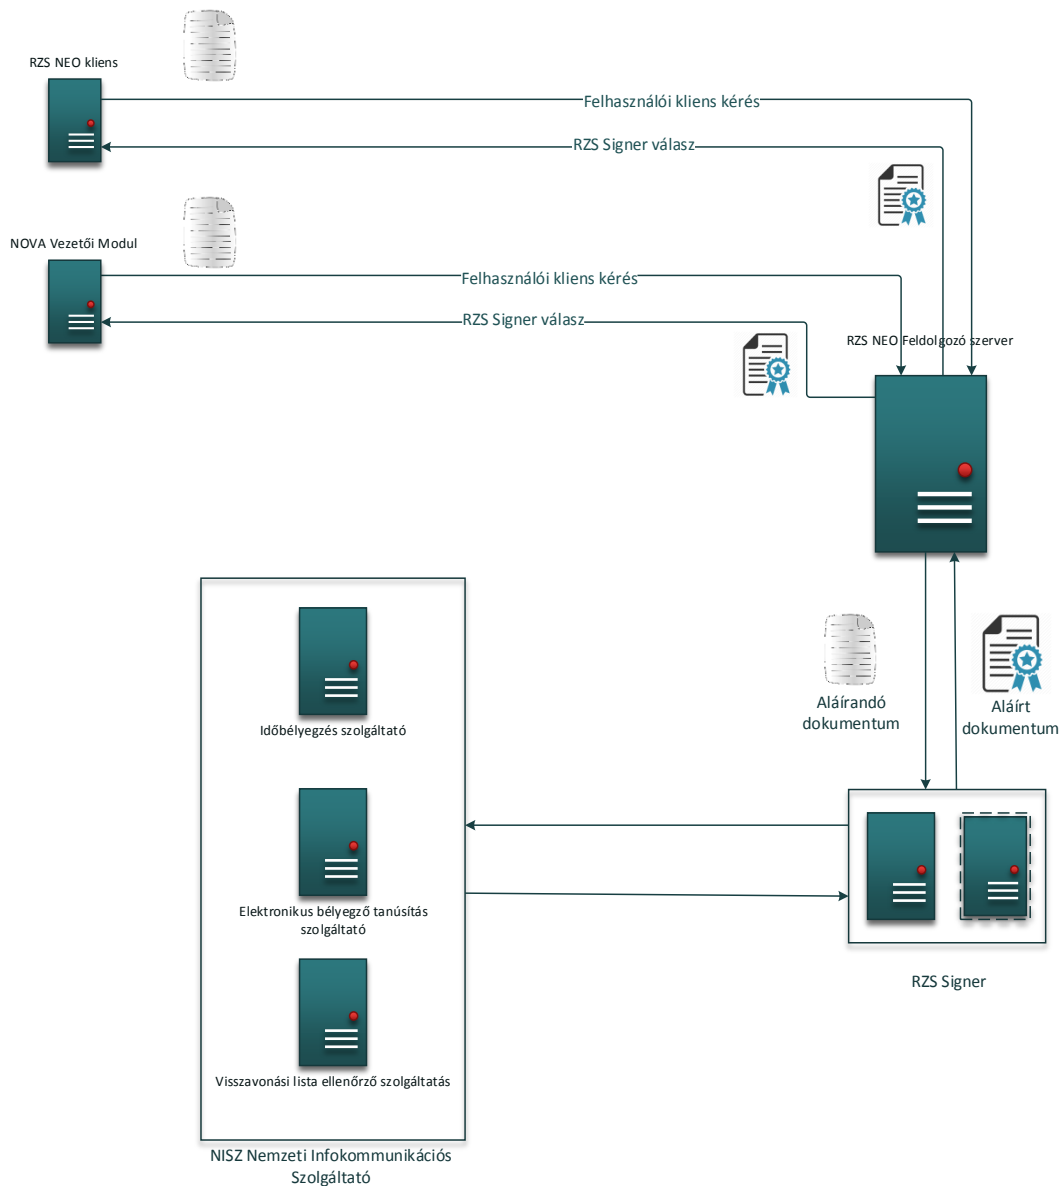 RZS NEO kliens
Felhasználói kliens kérés
RZS Signer válasz
NOVA Vezetői Modul
Felhasználói kliens kérés
RZS Signer válasz
RZS NEO Feldolgozó szerver
Aláírandó
dokumentum
Aláírt
dokumentum
Időbélyegzés szolgáltató
Elektronikus bélyegző tanúsítás
szolgáltató
RZS Signer
Visszavonási lista ellenőrző szolgáltatás
NISZ Nemzeti Infokommunikációs
Szolgáltató